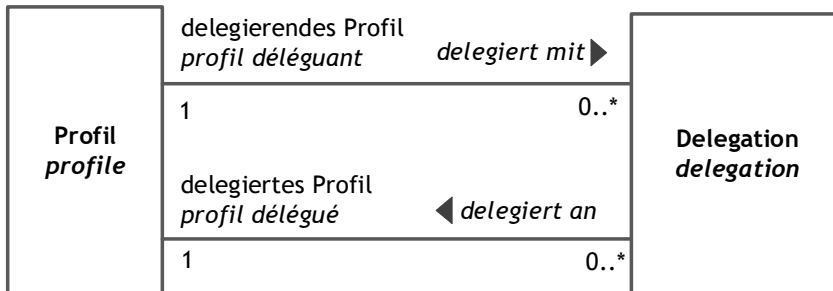 delegierendes Profil
profil déléguant
delegiert mit
1
0..*
Profil
profile
Delegation
delegation
delegiertes Profil
profil délégué
delegiert an
1
0..*